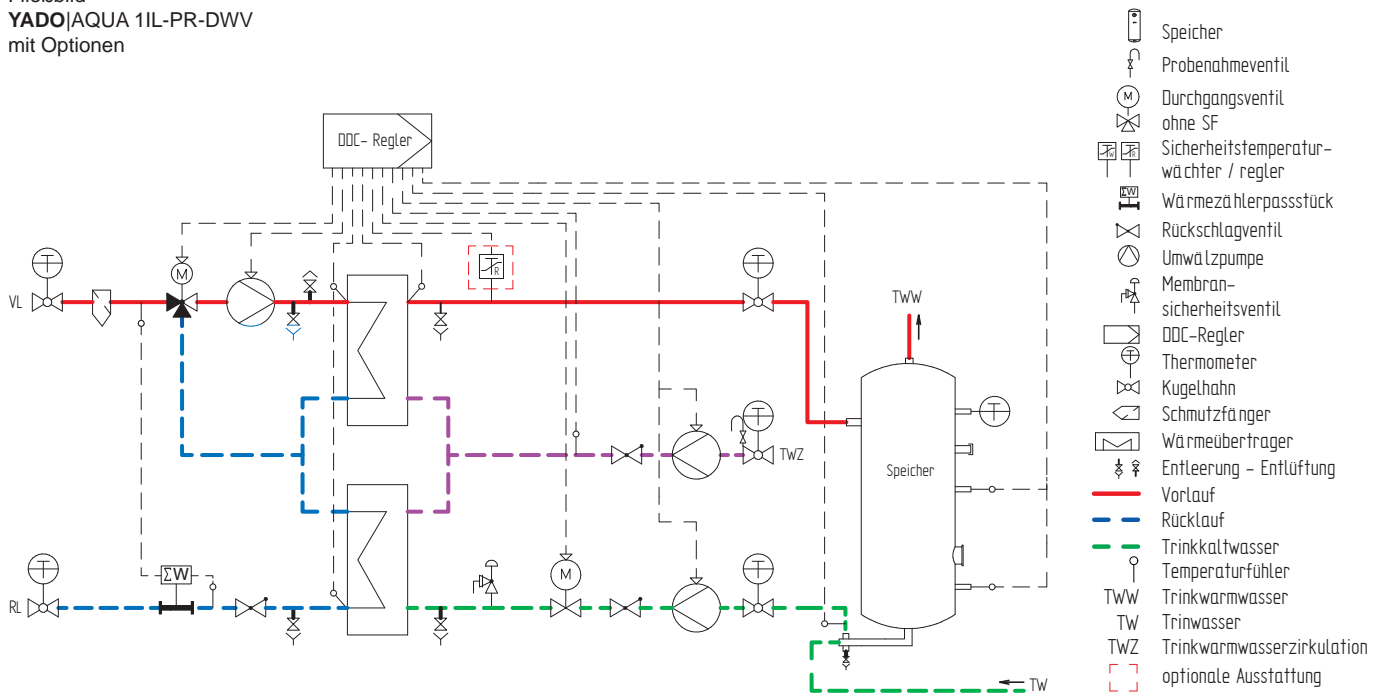 YADO|AQUA 1IL-PR-DWV
mit Optionen
DDC- Regler
M
T
VL
R
T
TWW
T
T
TWZ
Speicher
T
RL
ΣW
M
T
TW
Speicher
Probenahmeventil
M
Durchgangsventil
ohne SF
W
R
Sicherheitstemperatur-
wächter / regler
ΣW
Wärmezählerpassstück
Rückschlagventil
Umwälzpumpe
Membran-
sicherheitsventil
DDC-Regler
T
Thermometer
Kugelhahn
Schmutzfänger
Wärmeübertrager
Entleerung - Entlüftung
Vorlauf
Rücklauf
Trinkkaltwasser
Temperaturfühler
TWW Trinkwarmwasser
TW Trinwasser
TWZ Trinkwarmwasserzirkulation
optionale Ausstattung